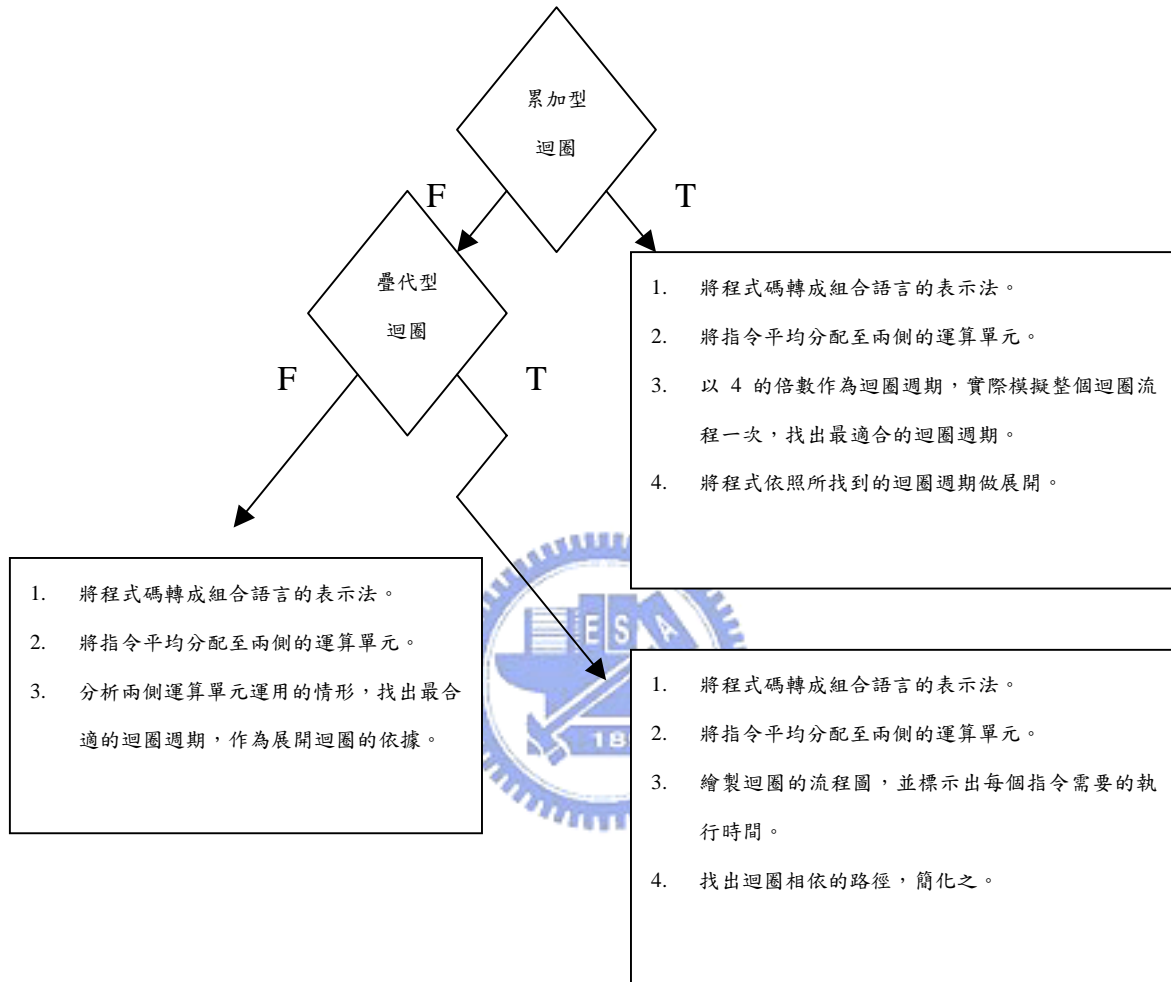 累加型
迴圈
F
T
疊代型
迴圈
F
T
1. 將程式碼轉成組合語言的表示法。
2. 將指令平均分配至兩側的運算單元。
3. 以 4 的倍數作為迴圈週期，實際模擬整個迴圈流
程一次，找出最適合的迴圈週期。
4. 將程式依照所找到的迴圈週期做展開。
1. 將程式碼轉成組合語言的表示法。
2. 將指令平均分配至兩側的運算單元。
3. 分析兩側運算單元運用的情形，找出最合
適的迴圈週期，作為展開迴圈的依據。
E S A
18
1. 將程式碼轉成組合語言的表示法。
2. 將指令平均分配至兩側的運算單元。
3. 繪製迴圈的流程圖，並標示出每個指令需要的執
行時間。
4. 找出迴圈相依的路徑，簡化之。